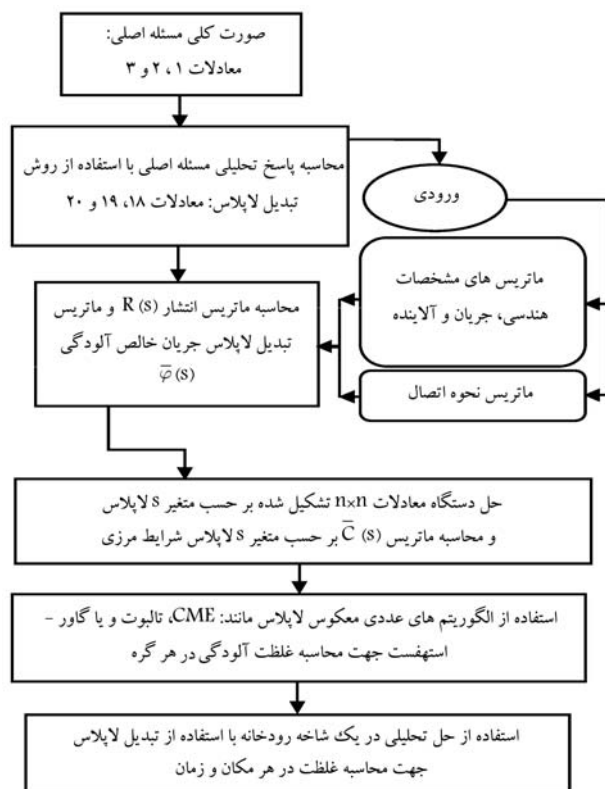 صورت کلی مسئله اصلی:
معادلات ۱، ۲ و ۳
محاسبه پاسخ تحلیلی مسئله اصلی با استفاده از روش
تبدیل لاپلاس: معادلات ۱۸، ۱۹ و ۲۰
ورودی
ماتریس های مشخصات
هندسی، جریان و آلاینده
ماتریس نحوه اتصال
محاسبه ماتریس انتشار R (s) و ماتریس
تبدیل لاپلاس جریان خالص آلودگی
φ̅ (s)
حل دستگاه معادلات n×n تشکیل شده بر حسب متغیر s لاپلاس
و محاسبه ماتریس C̅ (s) بر حسب متغیر s لاپلاس شرایط مرزی
استفاده از الگوریتم های عددی معکوس لاپلاس مانند: CME، تالبوت و یا گاور –
استهفست جهت محاسبه غلظت آلودگی در هر گره
استفاده از حل تحلیلی در یک شاخه رودخانه با استفاده از تبدیل لاپلاس
جهت محاسبه غلظت در هر مکان و زمان